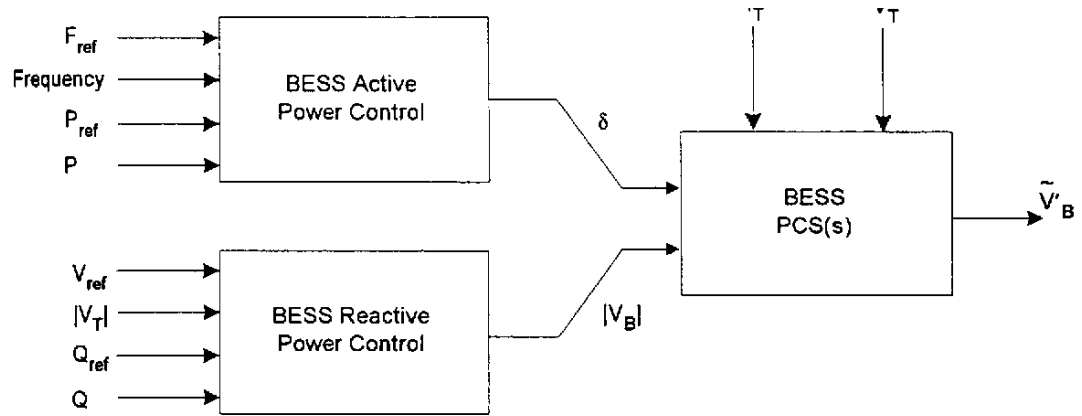 F_ref
Frequency
P_ref
P
BESS Active
Power Control
δ
V_ref
|V_T|
Q_ref
Q
BESS Reactive
Power Control
|V_B|
T
T
BESS
PCS(s)
Ṽ'_B